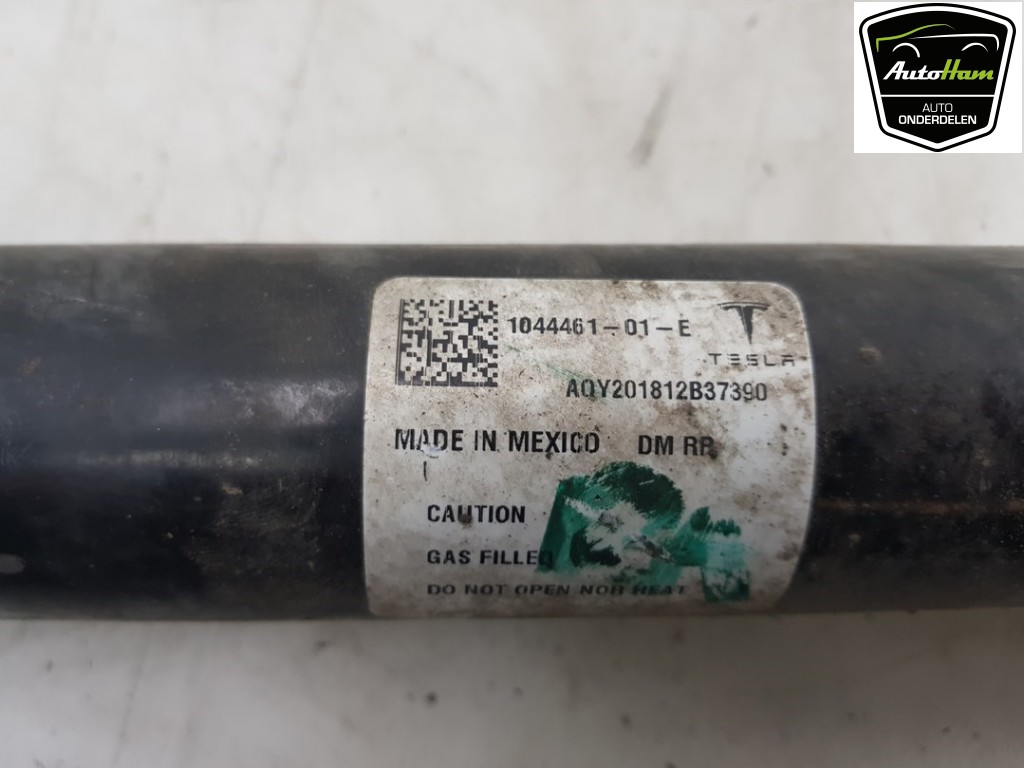 AutoHam
AUTO
ONDERDELEN
1044461-01-E
TESLA
AQY201812B37390
MADE IN MEXICO DM RR
CAUTION
GAS FILLED
DO NOT OPEN NOR HEAT